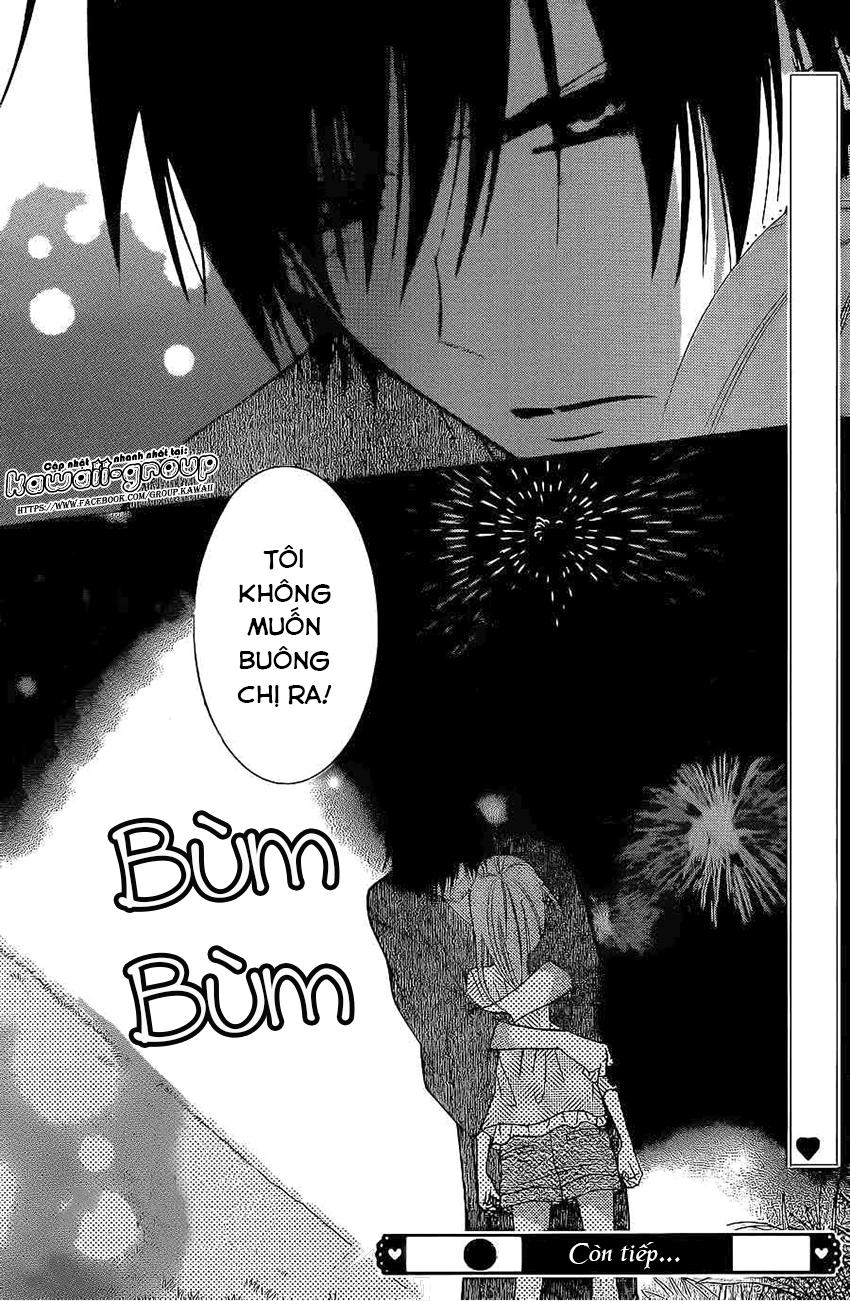 Cập nhật nhanh nhất tại:
kawaii-group
HTTPS://WWW.FACEBOOK.COM/GROUP.KAWAII
TÔI
KHÔNG
MUỐN
BUÔNG
CHỊ RA!
BÙM
BÙM
Còn tiếp...